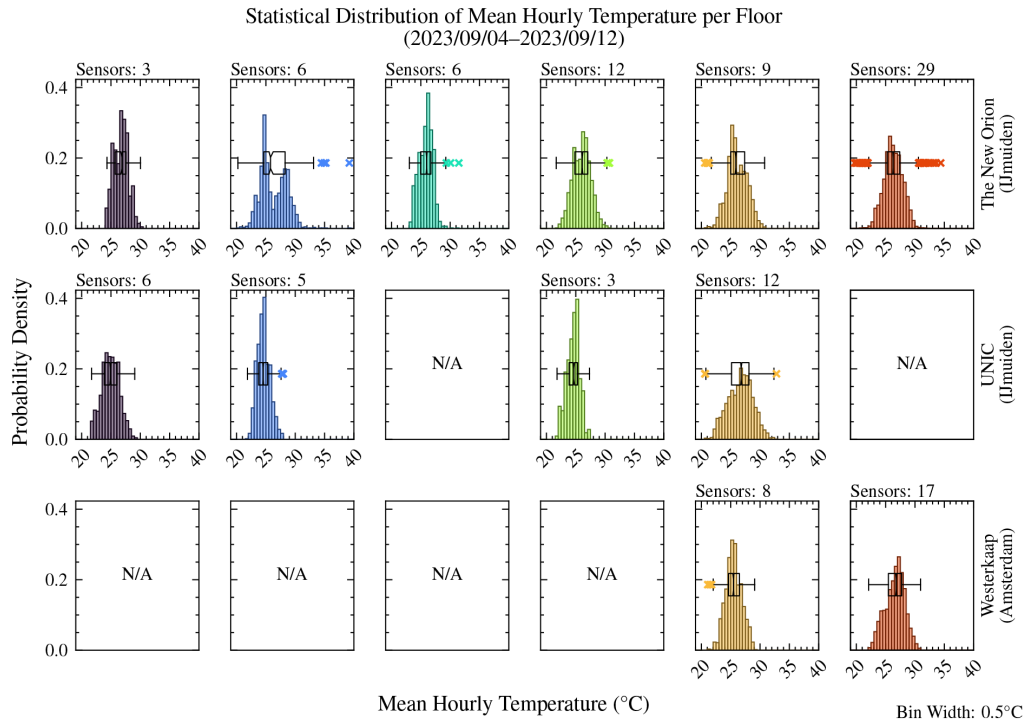 Statistical Distribution of Mean Hourly Temperature per Floor
(2023/09/04–2023/09/12)
Sensors: 3
Sensors: 6
Sensors: 6
Sensors: 12
Sensors: 9
Sensors: 29
0.4
0.2
0.0
20 25 30 35 40
20 25 30 35 40
20 25 30 35 40
20 25 30 35 40
20 25 30 35 40
20 25 30 35 40
The New Orion
(IJmuiden)
Probability Density
Sensors: 6
Sensors: 5
Sensors: 3
Sensors: 12
0.4
0.2
0.0
N/A
N/A
20 25 30 35 40
20 25 30 35 40
20 25 30 35 40
20 25 30 35 40
UNIC
(IJmuiden)
Sensors: 8
Sensors: 17
0.4
0.2
0.0
N/A
N/A
N/A
N/A
20 25 30 35 40
20 25 30 35 40
Westerkaap
(Amsterdam)
Mean Hourly Temperature (°C)
Bin Width: 0.5°C